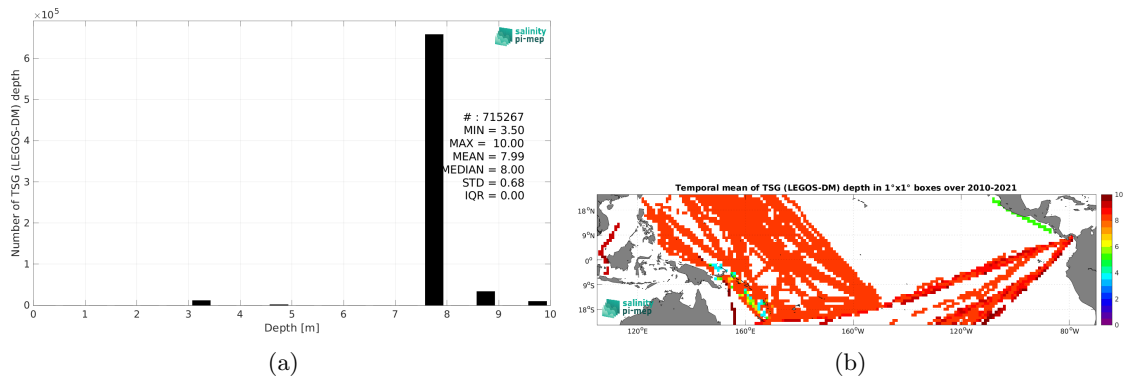 ×10⁵
6
5
4
3
2
1
0
Number of TSG (LEGOS-DM) depth
0 1 2 3 4 5 6 7 8 9 10
Depth [m]
salinity
pi-mep
# : 715267
MIN = 3.50
MAX = 10.00
MEAN = 7.99
MEDIAN = 8.00
STD = 0.68
IQR = 0.00
(a)
Temporal mean of TSG (LEGOS-DM) depth in 1°x1° boxes over 2010-2021
18°N
9°N
0°
9°S
18°S
120°E 160°E 160°W 120°W 80°W
salinity
pi-mep
10
8
6
4
2
0
(b)